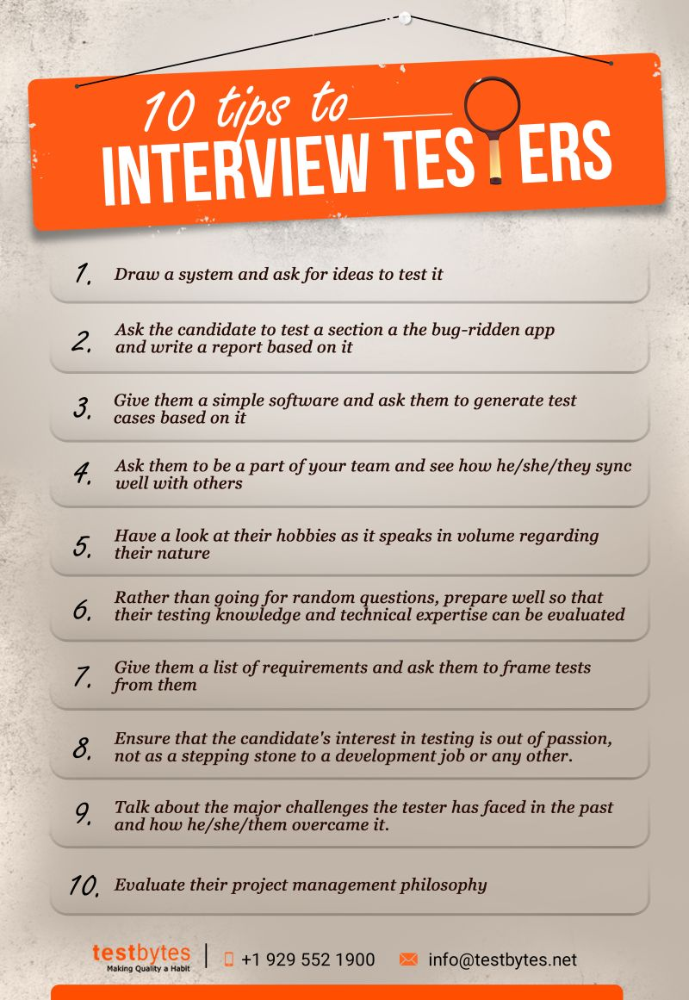 10 tips to
INTERVIEW TESTERS
1. Draw a system and ask for ideas to test it
2. Ask the candidate to test a section a the bug-ridden app
and write a report based on it
3. Give them a simple software and ask them to generate test
cases based on it
4. Ask them to be a part of your team and see how he/she/they sync
well with others
5. Have a look at their hobbies as it speaks in volume regarding
their nature
6. Rather than going for random questions, prepare well so that
their testing knowledge and technical expertise can be evaluated
7. Give them a list of requirements and ask them to frame tests
from them
8. Ensure that the candidate's interest in testing is out of passion,
not as a stepping stone to a development job or any other.
9. Talk about the major challenges the tester has faced in the past
and how he/she/them overcame it.
10. Evaluate their project management philosophy
testbytes | +1 929 552 1900 info@testbytes.net
Making Quality a Habit